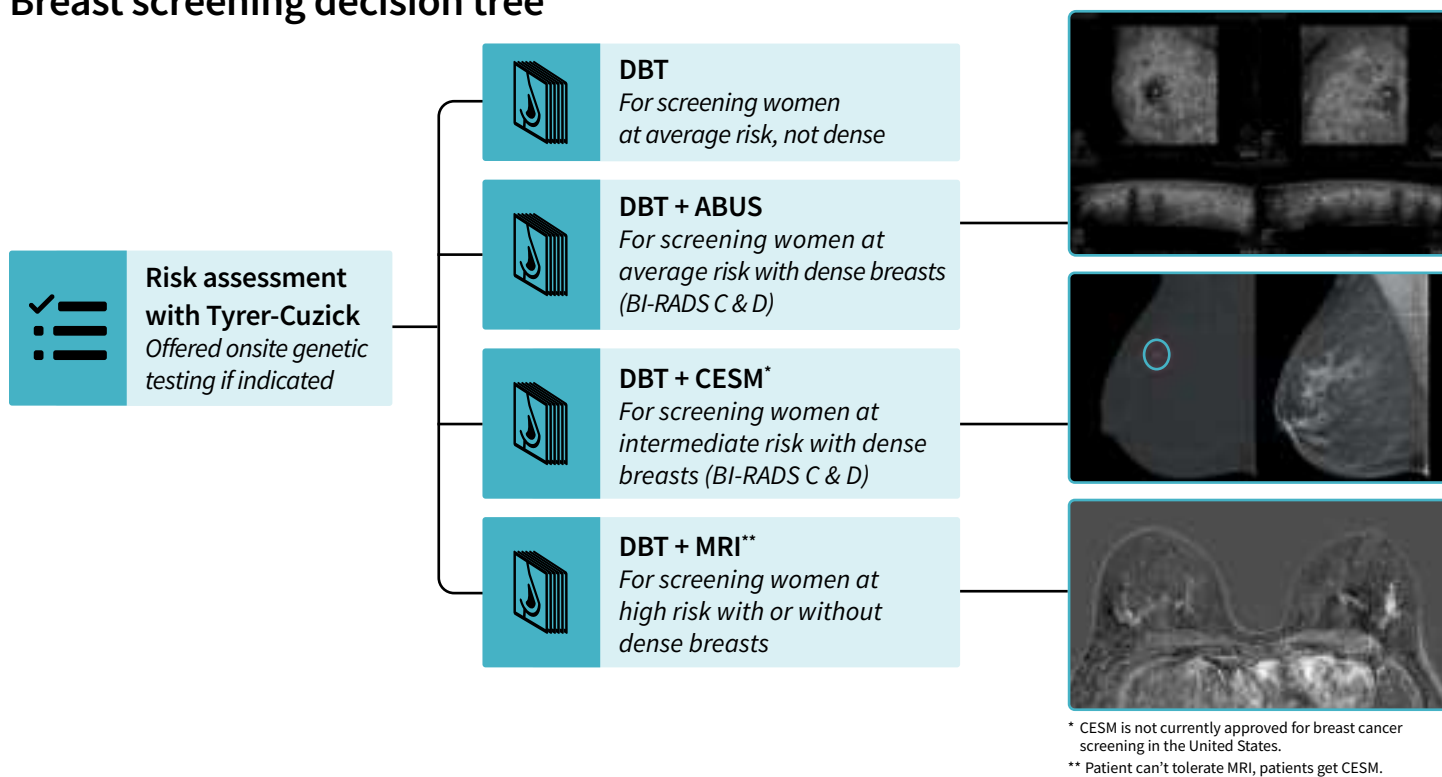 Breast screening decision tree
Risk assessment
with Tyrer-Cuzick
Offered onsite genetic
testing if indicated
DBT
For screening women
at average risk, not dense
DBT + ABUS
For screening women at
average risk with dense breasts
(BI-RADS C & D)
DBT + CESM*
For screening women at
intermediate risk with dense
breasts (BI-RADS C & D)
DBT + MRI**
For screening women at
high risk with or without
dense breasts
* CESM is not currently approved for breast cancer
screening in the United States.
** Patient can’t tolerate MRI, patients get CESM.